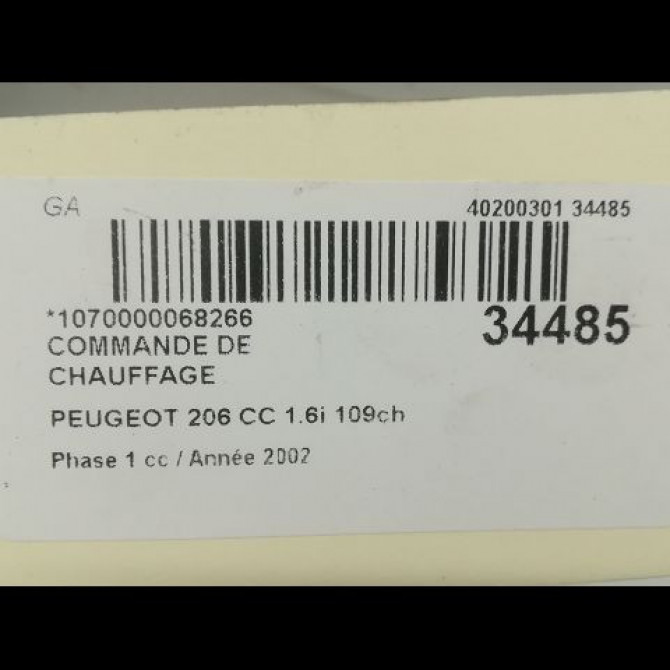 GA
40200301 34485
*1070000068266
34485
COMMANDE DE
CHAUFFAGE
PEUGEOT 206 CC 1.6i 109ch
Phase 1 cc / Année 2002